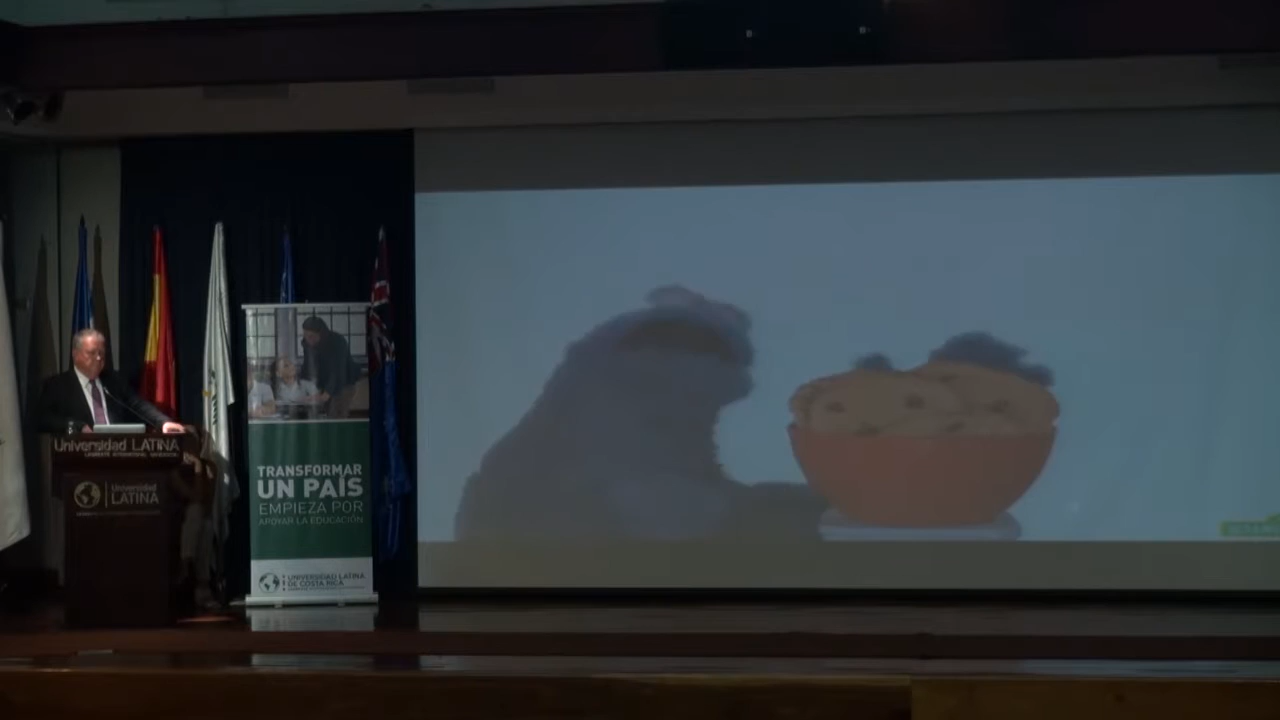 Universidad LATINA
Universidad
LATINA
TRANSFORMAR
UN PAÍS
EMPIEZA POR
APOYAR LA EDUCACIÓN
UNIVERSIDAD LATINA
DE COSTA RICA